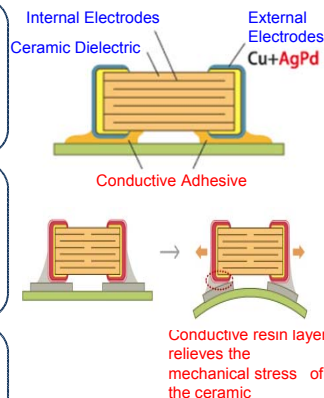 Internal Electrodes
External
Electrodes
Ceramic Dielectric
Cu+AgPd
Conductive Adhesive
Conductive resin layer
relieves the
mechanical stress of
the ceramic